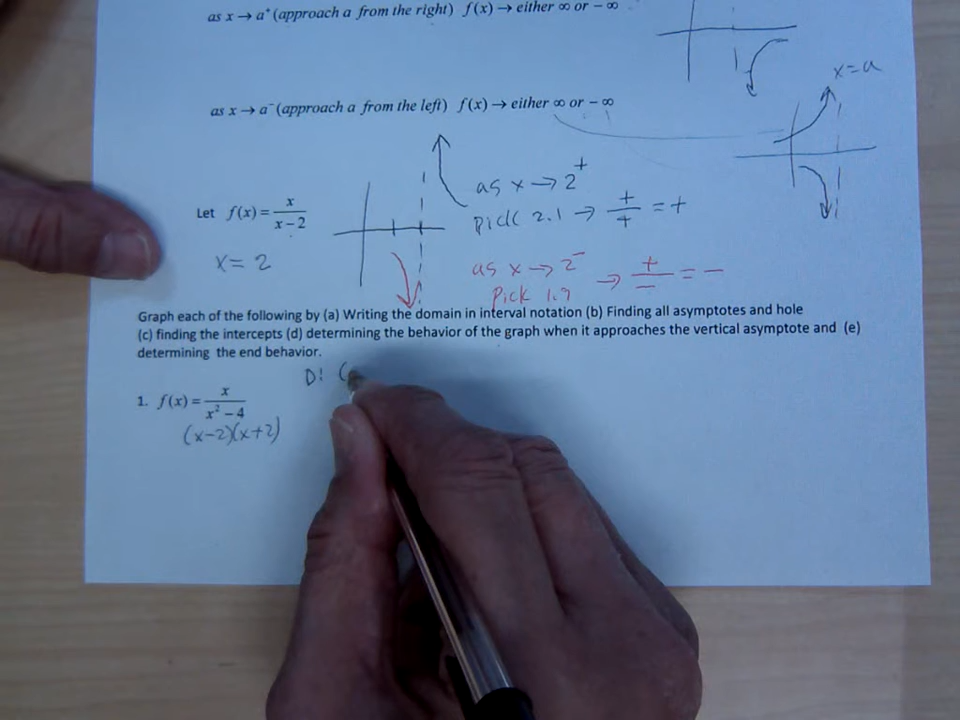 as x → a⁺ (approach a from the right) f(x) → either ∞ or − ∞
x=a
as x → a⁻ (approach a from the left) f(x) → either ∞ or − ∞
as x → 2⁺
Let f(x) = x/(x−2)
Pick 2.1 → +/+ = +
x = 2
as x → 2⁻ → +/− = −
Pick 1.9
Graph each of the following by (a) Writing the domain in interval notation (b) Finding all asymptotes and hole
(c) finding the intercepts (d) determining the behavior of the graph when it approaches the vertical asymptote and (e)
determining the end behavior.
D: (
1. f(x) = x/(x²−4)
(x−2)(x+2)